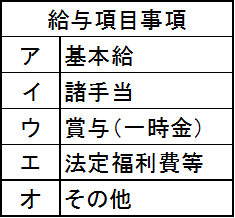 給与項目事項
ア 基本給
イ 諸手当
ウ 賞与（一時金）
エ 法定福利費等
オ その他